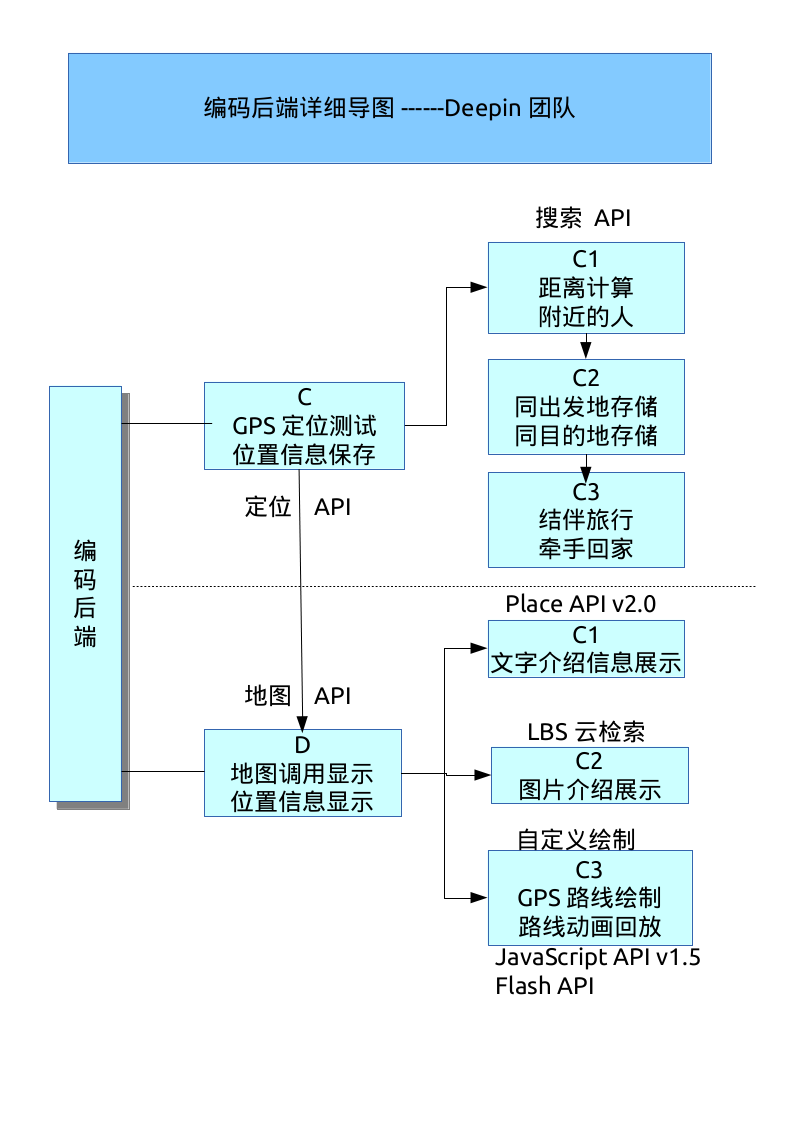 编码后端详细导图 ------Deepin 团队
搜索 API
C1
距离计算
附近的人
C2
同出发地存储
同目的地存储
C3
结伴旅行
牵手回家
C
GPS 定位测试
位置信息保存
定位 API
编
码
后
端
Place API v2.0
C1
文字介绍信息展示
地图 API
D
地图调用显示
位置信息显示
LBS 云检索
C2
图片介绍展示
自定义绘制
C3
GPS 路线绘制
路线动画回放
JavaScript API v1.5
Flash API